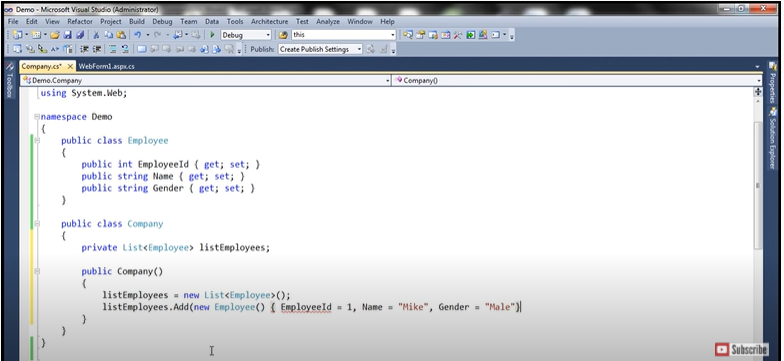 Demo - Microsoft Visual Studio (Administrator)
File Edit View Refactor Project Build Debug Team Data Tools Architecture Test Analyze Window Help
Debug this
Publish: Create Publish Settings
Company.cs* WebForm1.aspx.cs
Demo.Company Company()
Toolbox
Properties
Solution Explorer
using System.Web;
namespace Demo
{
public class Employee
{
public int EmployeeId { get; set; }
public string Name { get; set; }
public string Gender { get; set; }
}
public class Company
{
private List<Employee> listEmployees;
public Company()
{
listEmployees = new List<Employee>();
listEmployees.Add(new Employee() { EmployeeId = 1, Name = "Mike", Gender = "Male"}
}
}
}
Subscribe